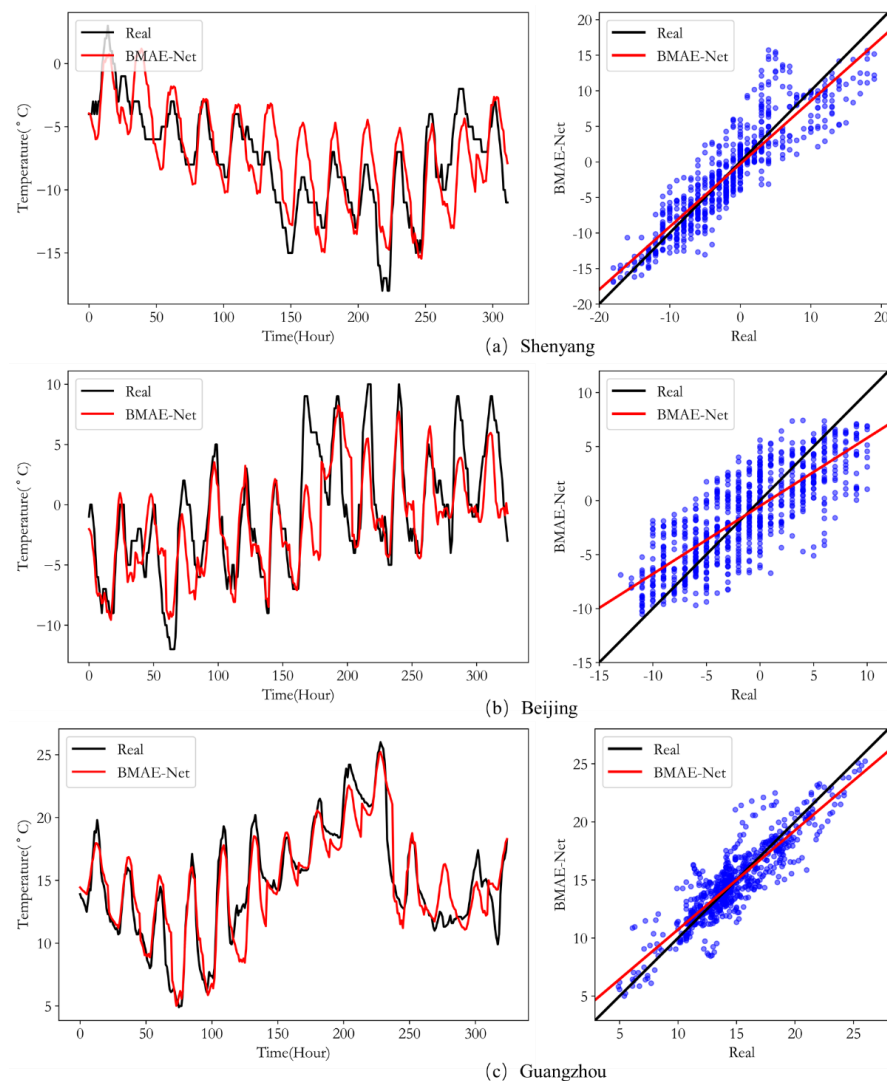 Real
BMAE-Net
Temperature(°C)
0
−5
−10
−15
0
50
100
150
200
250
300
Time(Hour)
Real
BMAE-Net
BMAE-Net
20
15
10
5
0
-5
-10
-15
-20
-20
-10
0
10
20
Real
(a) Shenyang
Real
BMAE-Net
Temperature(°C)
10
5
0
−5
−10
0
50
100
150
200
250
300
Time(Hour)
Real
BMAE-Net
BMAE-Net
10
5
0
-5
-10
-15
-15
-10
-5
0
5
10
Real
(b) Beijing
Real
BMAE-Net
Temperature(°C)
25
20
15
10
5
0
50
100
150
200
250
300
Time(Hour)
Real
BMAE-Net
BMAE-Net
25
20
15
10
5
5
10
15
20
25
Real
(c) Guangzhou